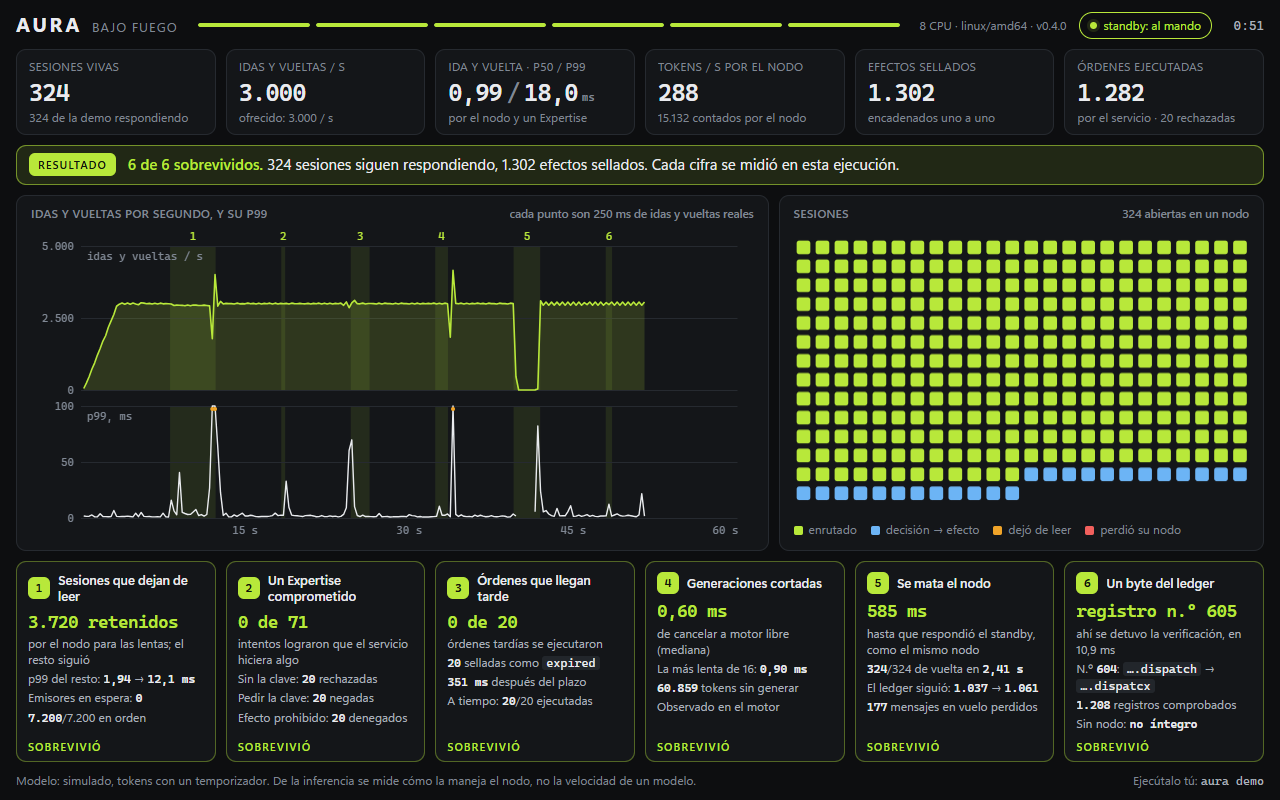 AURA BAJO FUEGO
8 CPU · linux/amd64 · v0.4.0
standby: al mando
0:51
SESIONES VIVAS
324
324 de la demo respondiendo
IDAS Y VUELTAS / S
3.000
ofrecido: 3.000 / s
IDA Y VUELTA · P50 / P99
0,99 / 18,0 ms
por el nodo y un Expertise
TOKENS / S POR EL NODO
288
15.132 contados por el nodo
EFECTOS SELLADOS
1.302
encadenados uno a uno
ÓRDENES EJECUTADAS
1.282
por el servicio · 20 rechazadas
RESULTADO 6 de 6 sobrevividos. 324 sesiones siguen respondiendo, 1.302 efectos sellados. Cada cifra se midió en esta ejecución.
IDAS Y VUELTAS POR SEGUNDO, Y SU P99
cada punto son 250 ms de idas y vueltas reales
1 2 3 4 5 6
5.000
idas y vueltas / s
2.500
0
100
p99, ms
50
0
15 s 30 s 45 s 60 s
SESIONES
324 abiertas en un nodo
enrutado decisión → efecto dejó de leer perdió su nodo
1 Sesiones que dejan de
leer
3.720 retenidos
por el nodo para las lentas; el
resto siguió
p99 del resto: 1,94 → 12,1 ms
Emisores en espera: 0
7.200/7.200 en orden
SOBREVIVIÓ
2 Un Expertise
comprometido
0 de 71
intentos lograron que el servicio
hiciera algo
Sin la clave: 20 rechazadas
Pedir la clave: 20 negadas
Efecto prohibido: 20 denegados
SOBREVIVIÓ
3 Órdenes que llegan
tarde
0 de 20
órdenes tardías se ejecutaron
20 selladas como expired
351 ms después del plazo
A tiempo: 20/20 ejecutadas
SOBREVIVIÓ
4 Generaciones cortadas
0,60 ms
de cancelar a motor libre
(mediana)
La más lenta de 16: 0,90 ms
60.859 tokens sin generar
Observado en el motor
SOBREVIVIÓ
5 Se mata el nodo
585 ms
hasta que respondió el standby,
como el mismo nodo
324/324 de vuelta en 2,41 s
El ledger siguió: 1.037 → 1.061
177 mensajes en vuelo perdidos
SOBREVIVIÓ
6 Un byte del ledger
registro n.º 605
ahí se detuvo la verificación, en
10,9 ms
N.º 604: ….dispatch →
….dispatcx
1.208 registros comprobados
Sin nodo: no íntegro
SOBREVIVIÓ
Modelo: simulado, tokens con un temporizador. De la inferencia se mide cómo la maneja el nodo, no la velocidad de un modelo.
Ejecútalo tú: aura demo